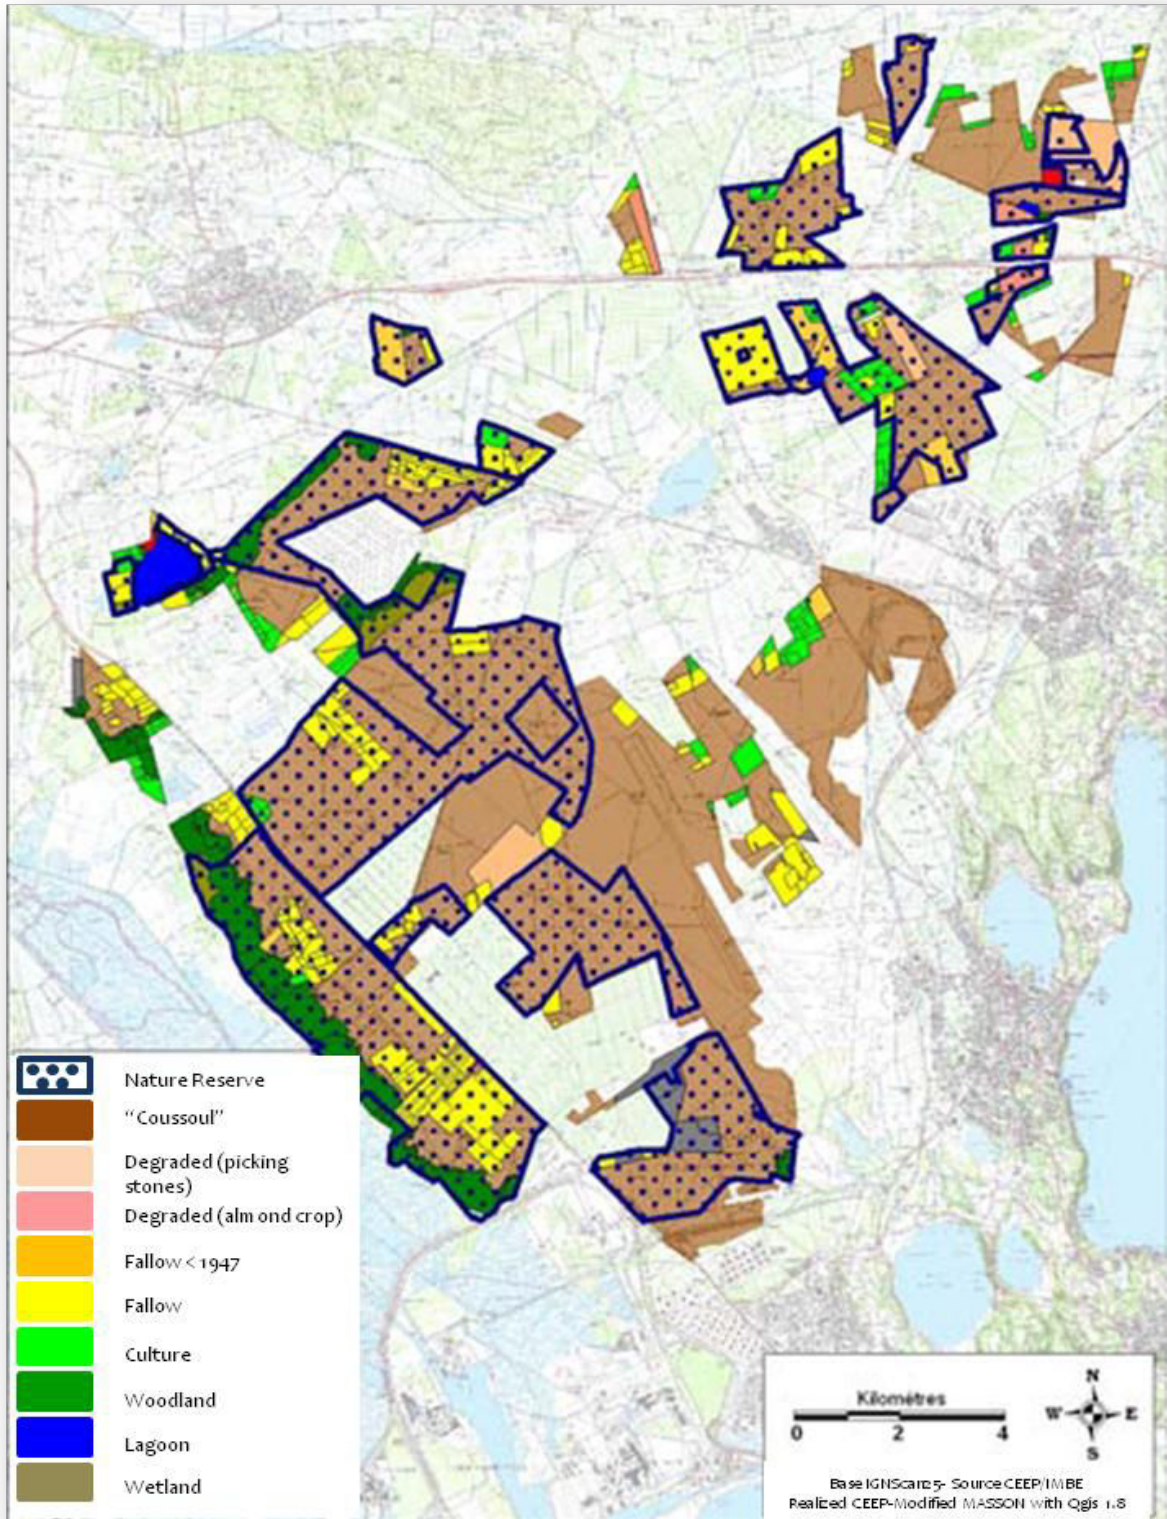 Nature Reserve
“Coussoul”
Degraded (picking
stones)
Degraded (almond crop)
Fallow < 1947
Fallow
Culture
Woodland
Lagoon
Wetland
Kilomètres
0 2 4
N
W E
S
Base IGNScan25- Source CEEP/IMBE
Realized CEEP-Modified MASSON with Qgis 1.8